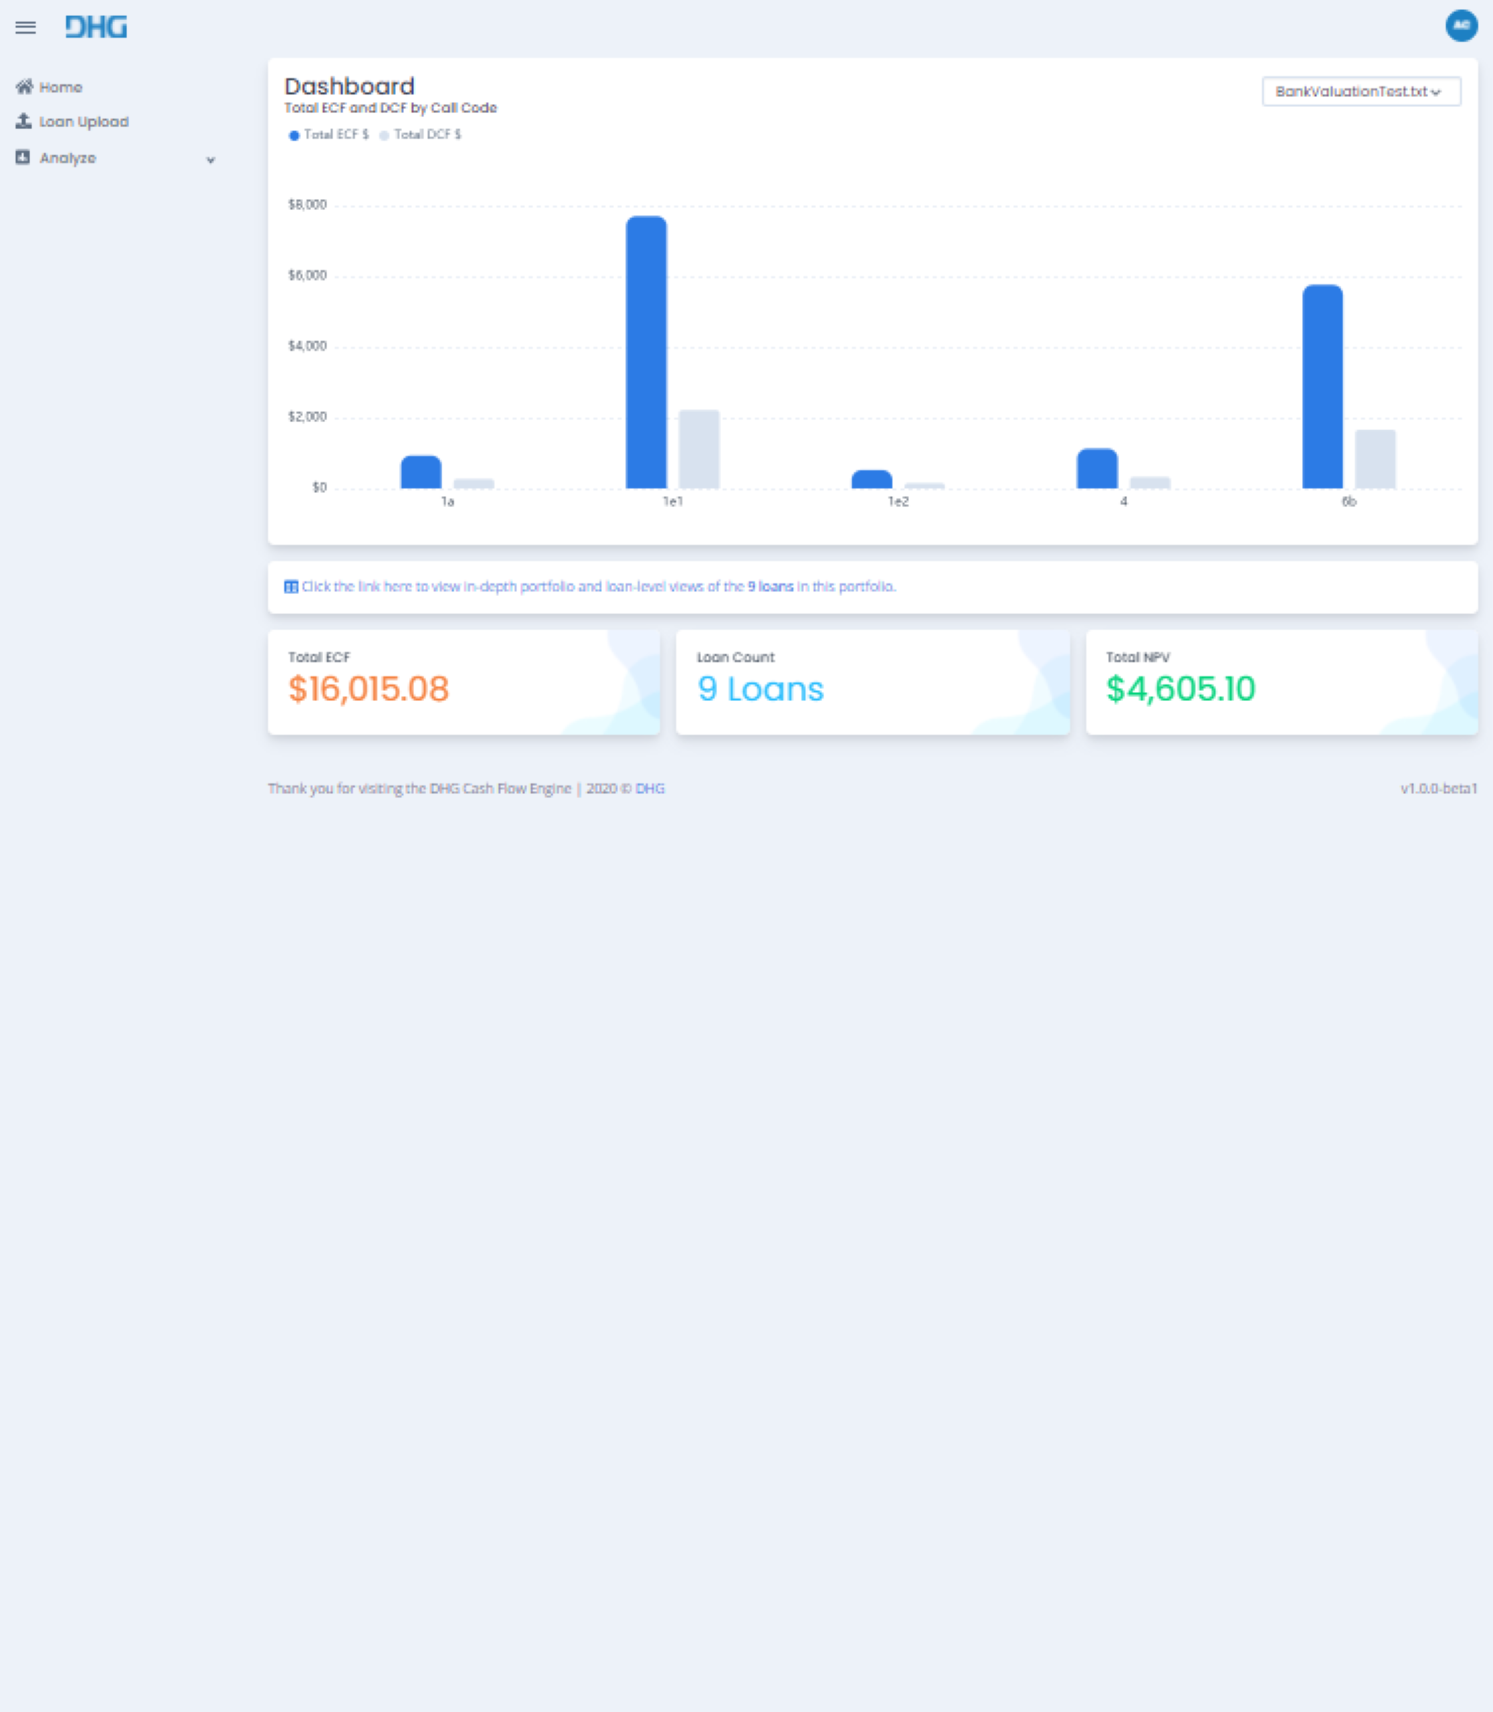 DHG
AC
Home
Loan Upload
Analyze
Dashboard
Total ECF and DCF by Call Code
BankValuationTest.txt
Total ECF $ Total DCF $
$8,000
$6,000
$4,000
$2,000
$0
1a 1e1 1e2 4 6b
Click the link here to view in-depth portfolio and loan-level views of the 9 loans in this portfolio.
Total ECF
$16,015.08
Loan Count
9 Loans
Total NPV
$4,605.10
Thank you for visiting the DHG Cash Flow Engine | 2020 © DHG
v1.0.0-beta1